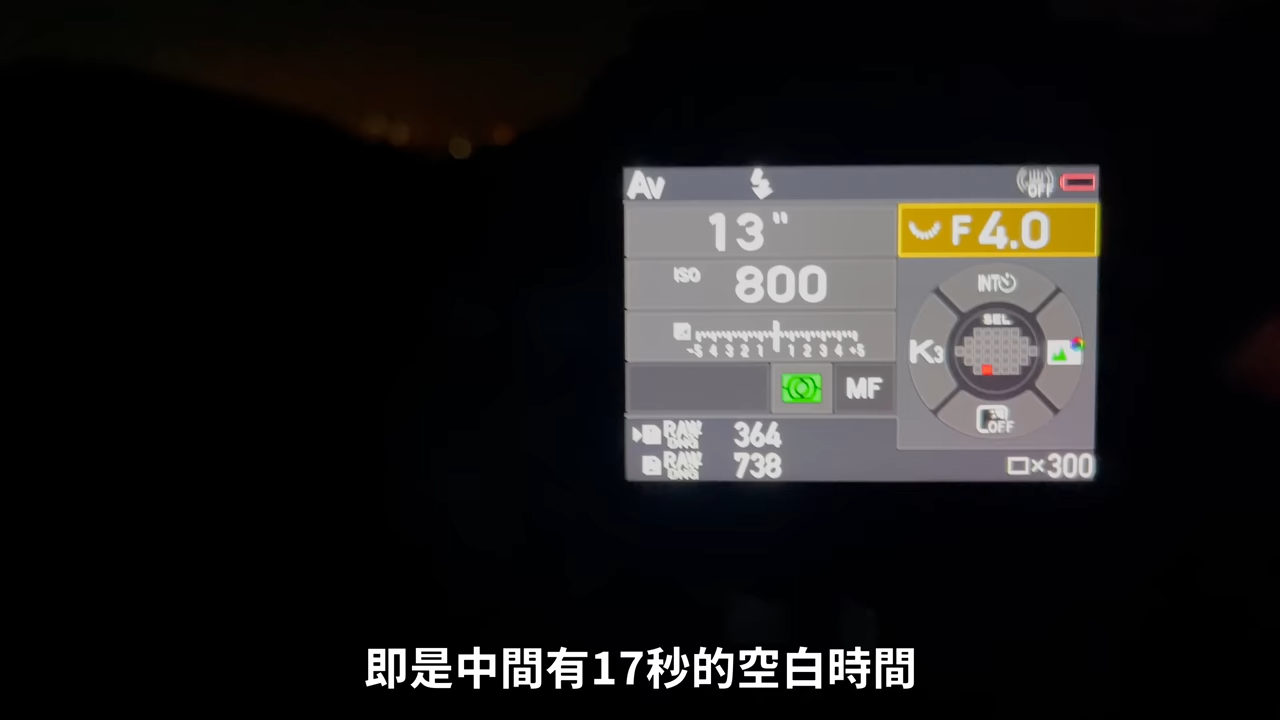 Av
OFF
13"
F4.0
ISO 800
-5 4 3 2 1 1 2 3 4 +5
INT
SEL
K3
OFF
MF
RAW DNG 364
RAW DNG 738
×300
即是中間有17秒的空白時間